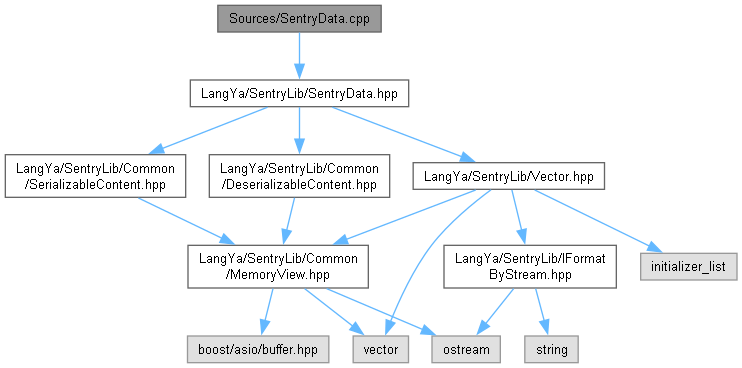 Sources/SentryData.cpp
LangYa/SentryLib/SentryData.hpp
LangYa/SentryLib/Common
/SerializableContent.hpp
LangYa/SentryLib/Common
/DeserializableContent.hpp
LangYa/SentryLib/Vector.hpp
LangYa/SentryLib/Common
/MemoryView.hpp
LangYa/SentryLib/IFormat
ByStream.hpp
initializer_list
boost/asio/buffer.hpp
vector
ostream
string